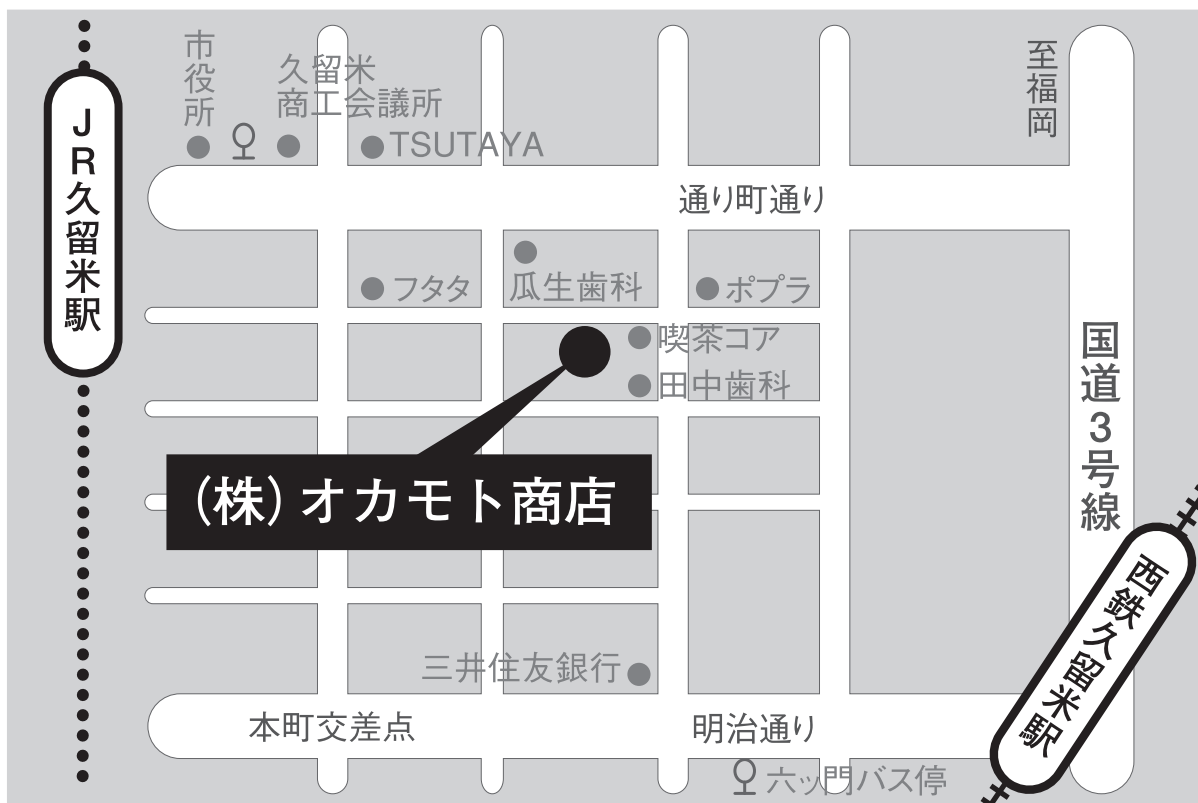 市役所
久留米
商工会議所
TSUTAYA
至福岡
JR久留米駅
通り町通り
フタタ
瓜生歯科
ポプラ
喫茶コア
田中歯科
国道3号線
(株)オカモト商店
西鉄久留米駅
三井住友銀行
本町交差点
明治通り
六ッ門バス停